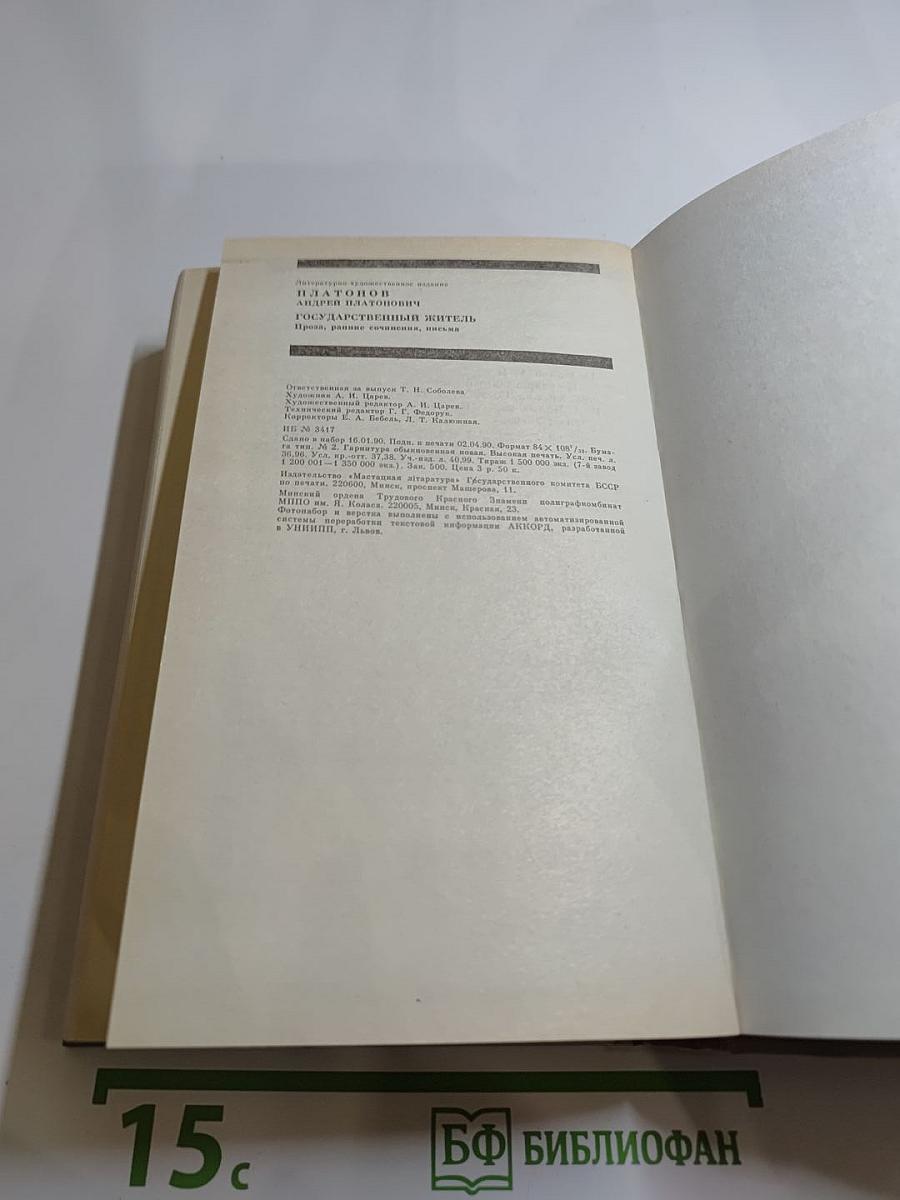 Литературно-художественное издание
ПЛАТОНОВ
АНДРЕЙ ПЛАТОНОВИЧ
ГОСУДАРСТВЕННЫЙ ЖИТЕЛЬ
Проза, ранние сочинения, письма
Ответственная за выпуск Т. Н. Соболева
Художник А. И. Царев.
Художественный редактор А. И. Царев.
Технический редактор Г. Г. Федорук.
Корректоры Е. А. Бебель, Л. Т. Калюжная.
ИБ № 3417
Сдано в набор 16.01.90. Подп. к печати 02.04.90. Формат 84×108¹/₃₂. Бума-
га тип. № 2. Гарнитура обыкновенная новая. Высокая печать. Усл. печ. л.
36,96. Усл. кр.-отт. 37,38. Уч.-изд. л. 40,99. Тираж 1 500 000 экз. (7-й завод
1 200 001—1 350 000 экз.). Зак. 500. Цена 3 р. 50 к.
Издательство «Мастацкая літаратура» Государственного комитета БССР
по печати. 220600, Минск, проспект Машерова, 11.
Минский ордена Трудового Красного Знамени полиграфкомбинат
МППО им. Я. Коласа. 220005, Минск, Красная, 23.
Фотонабор и верстка выполнены с использованием автоматизированной
системы переработки текстовой информации АККОРД, разработанной
в УНИИПП, г. Львов.
15 с
БФ БИБЛИОФАН